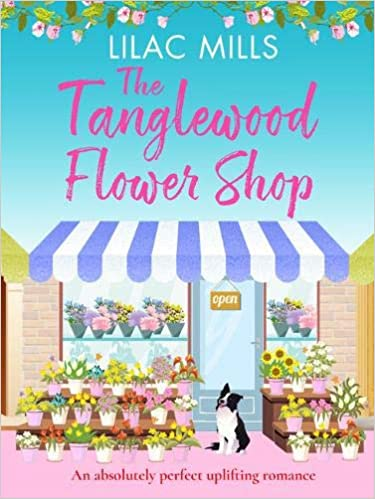 LILAC MILLS
The
Tanglewood
Flower Shop
open
An absolutely perfect uplifting romance